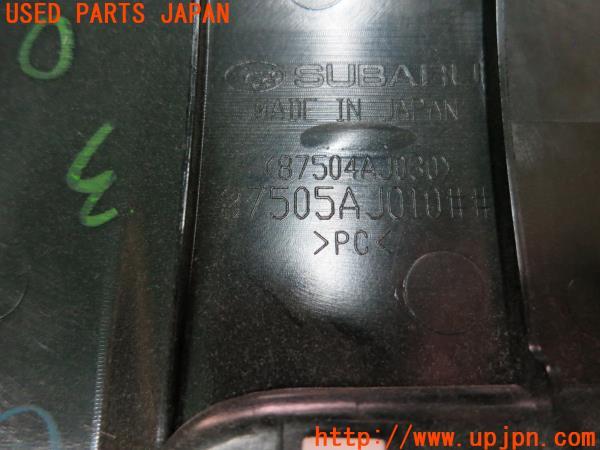 USED PARTS JAPAN
SUBARU
MADE IN JAPAN
(87504AJ030)
87505AJ010##
>PC<
http://www.upjpn.com/